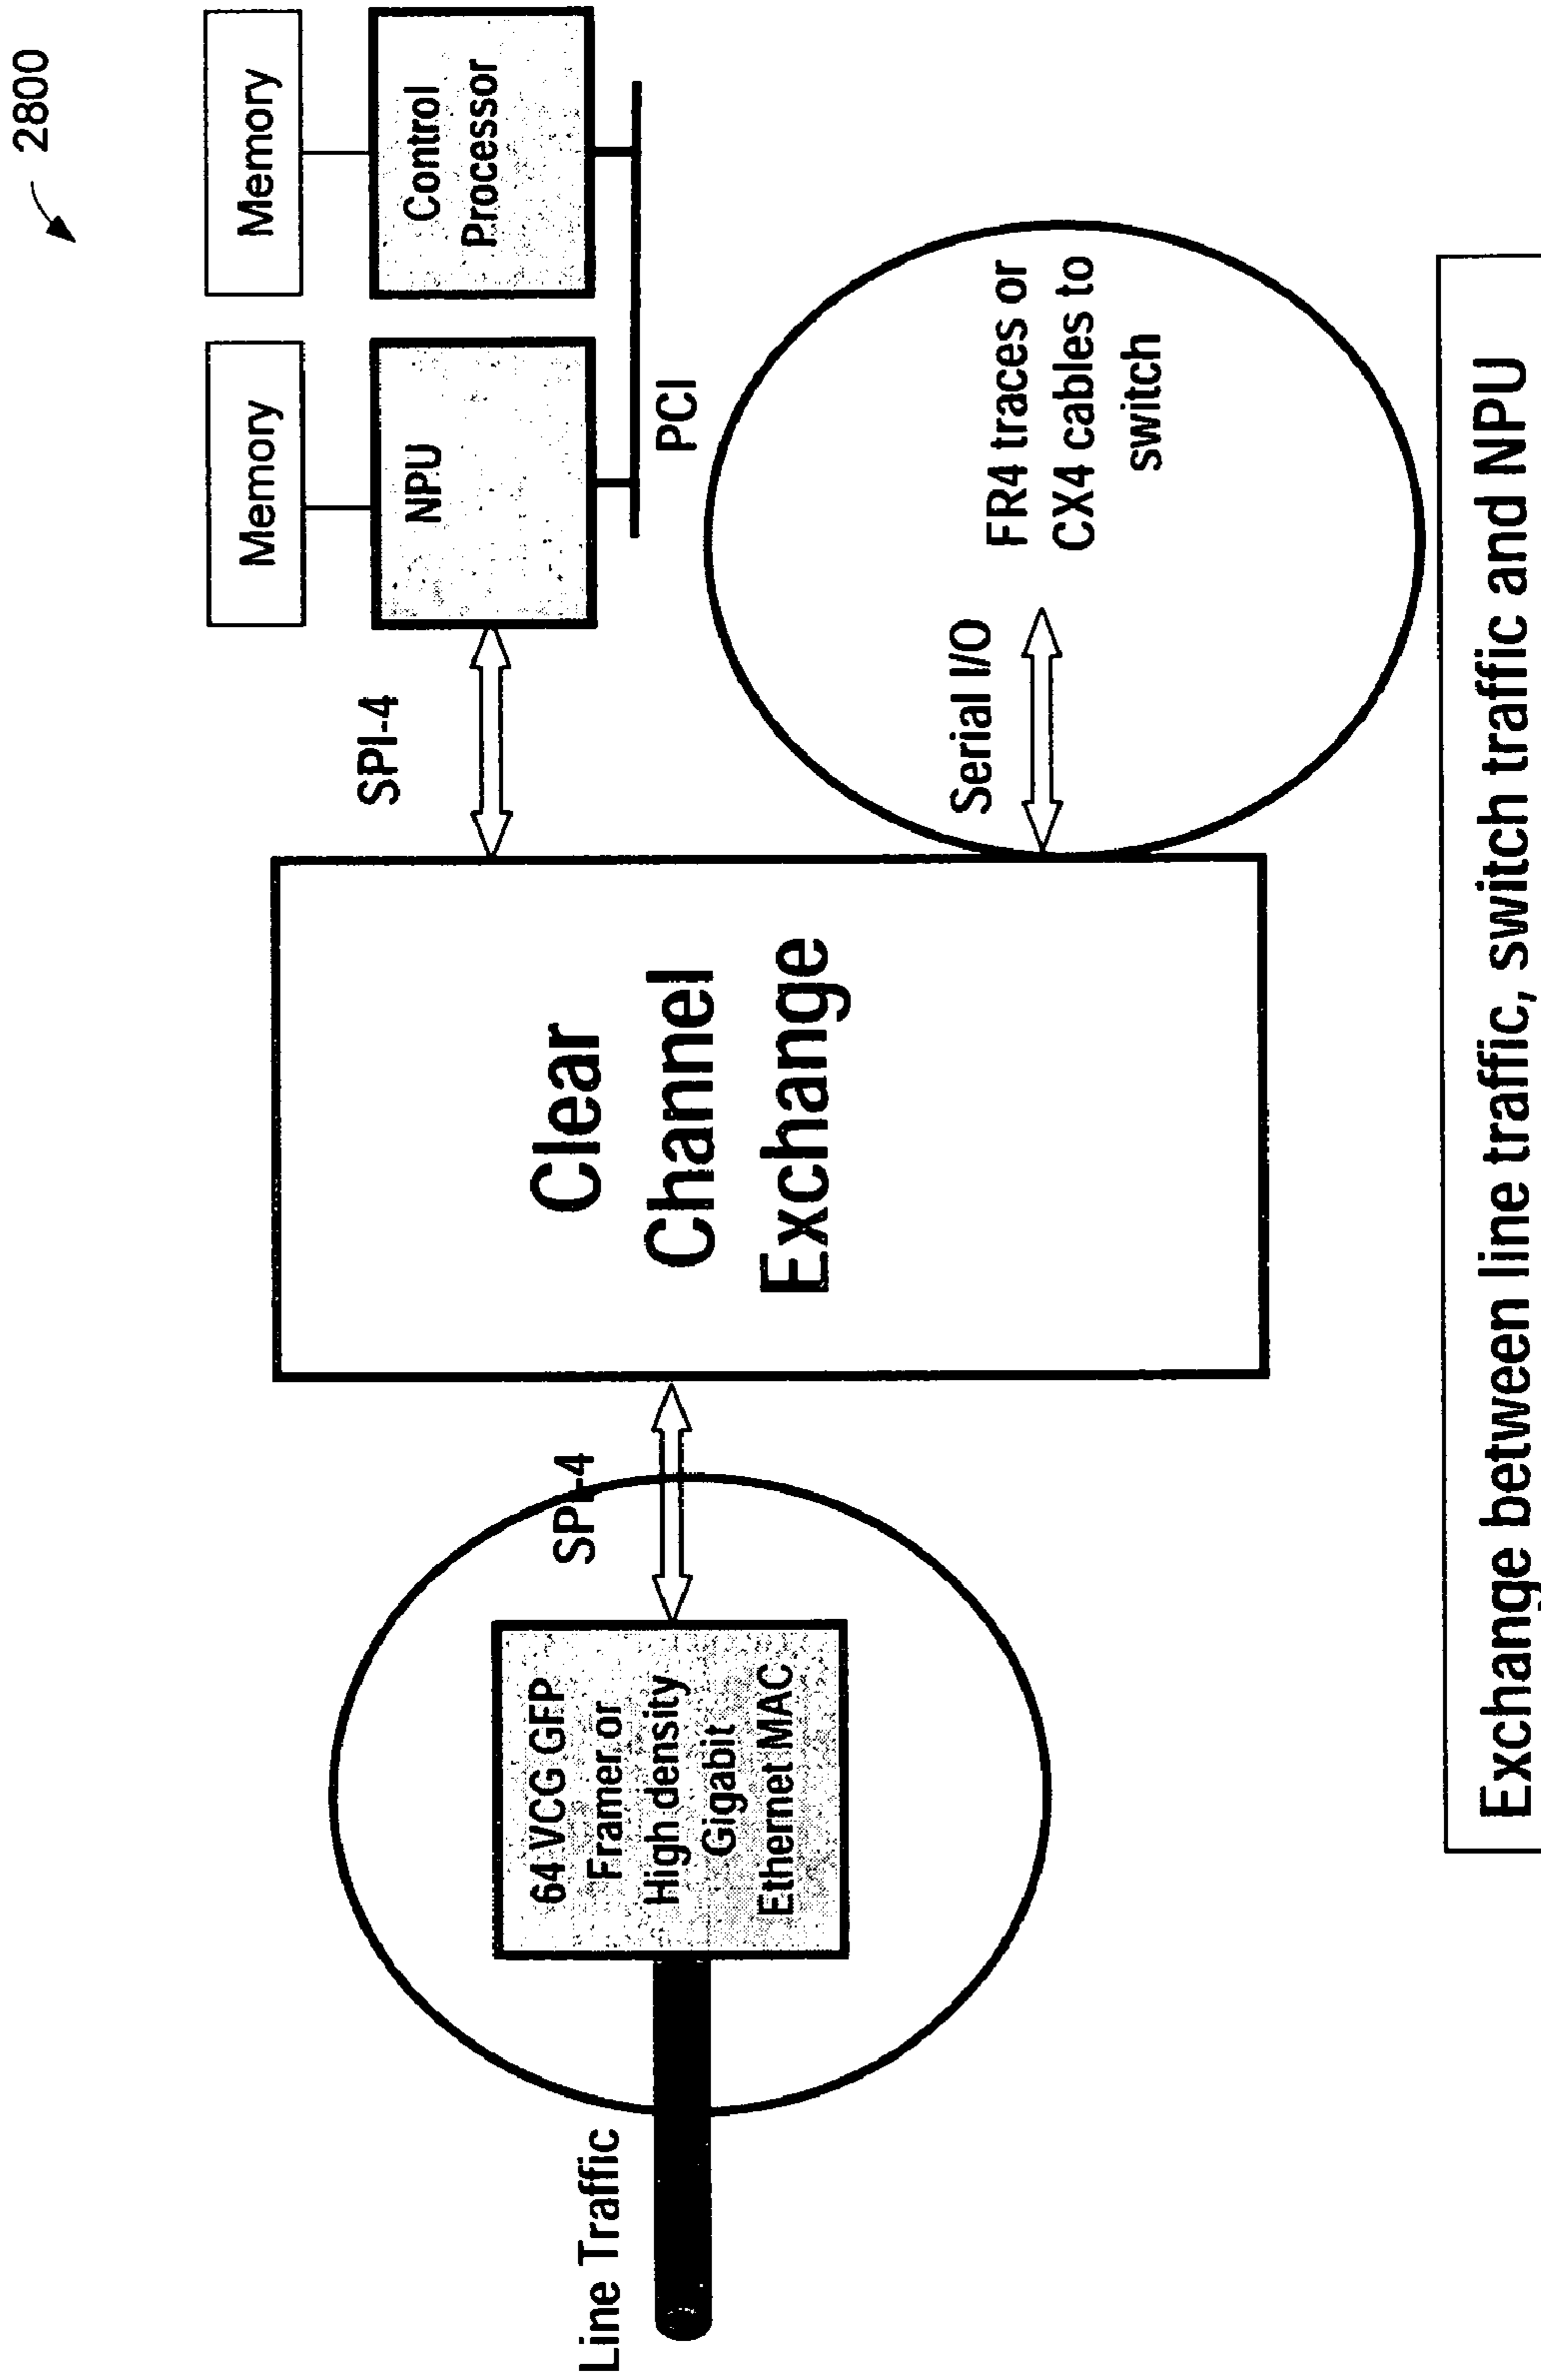 2800
Memory
Memory
NPU
Control
Processor
SPI-4
PCI
Clear
Channel
Exchange
SPI-4
64 VCG GFP
Framer or
High density
Gigabit
Ethernet MAC
Line Traffic
Serial I/O
FR4 traces or
CX4 cables to
switch
Exchange between line traffic, switch traffic and NPU